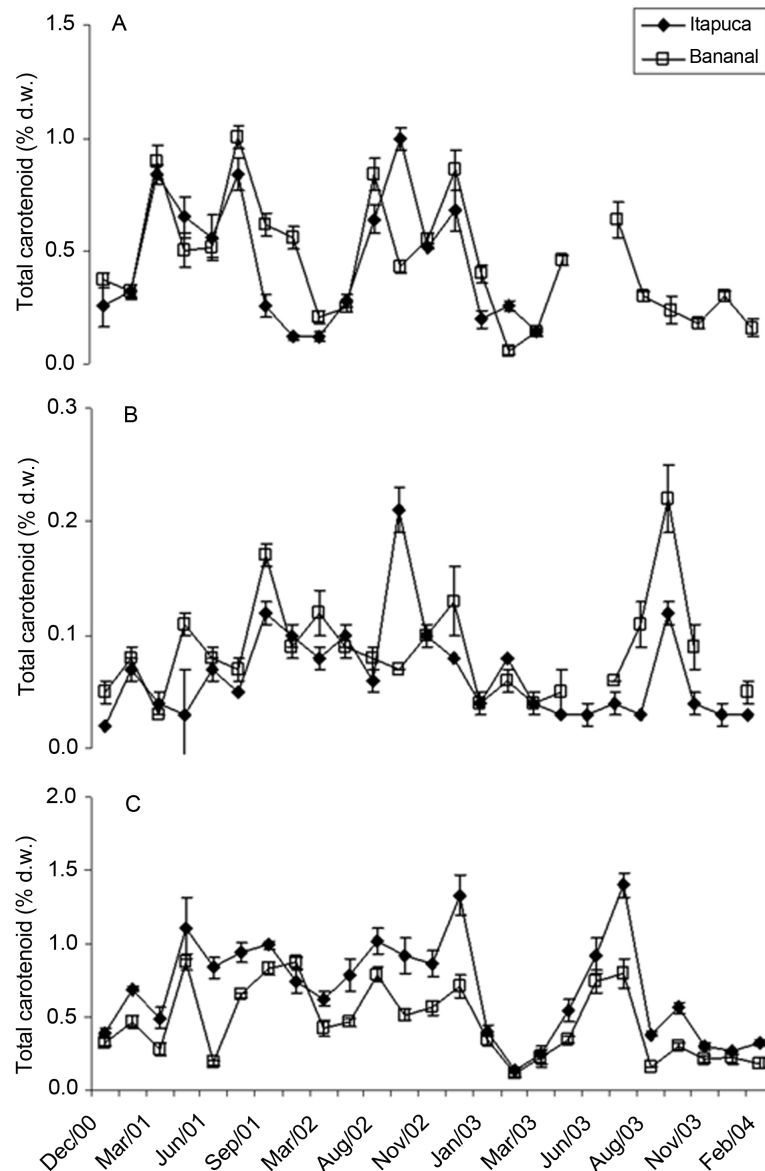 A
Itapuca
Bananal
Total carotenoid (% d.w.)
1.5
1.0
0.5
0.0
B
Total carotenoid (% d.w.)
0.3
0.2
0.1
0.0
C
Total carotenoid (% d.w.)
2.0
1.5
1.0
0.5
0.0
Dec/00 Mar/01 Jun/01 Sep/01 Mar/02 Aug/02 Nov/02 Jan/03 Mar/03 Jun/03 Aug/03 Nov/03 Feb/04